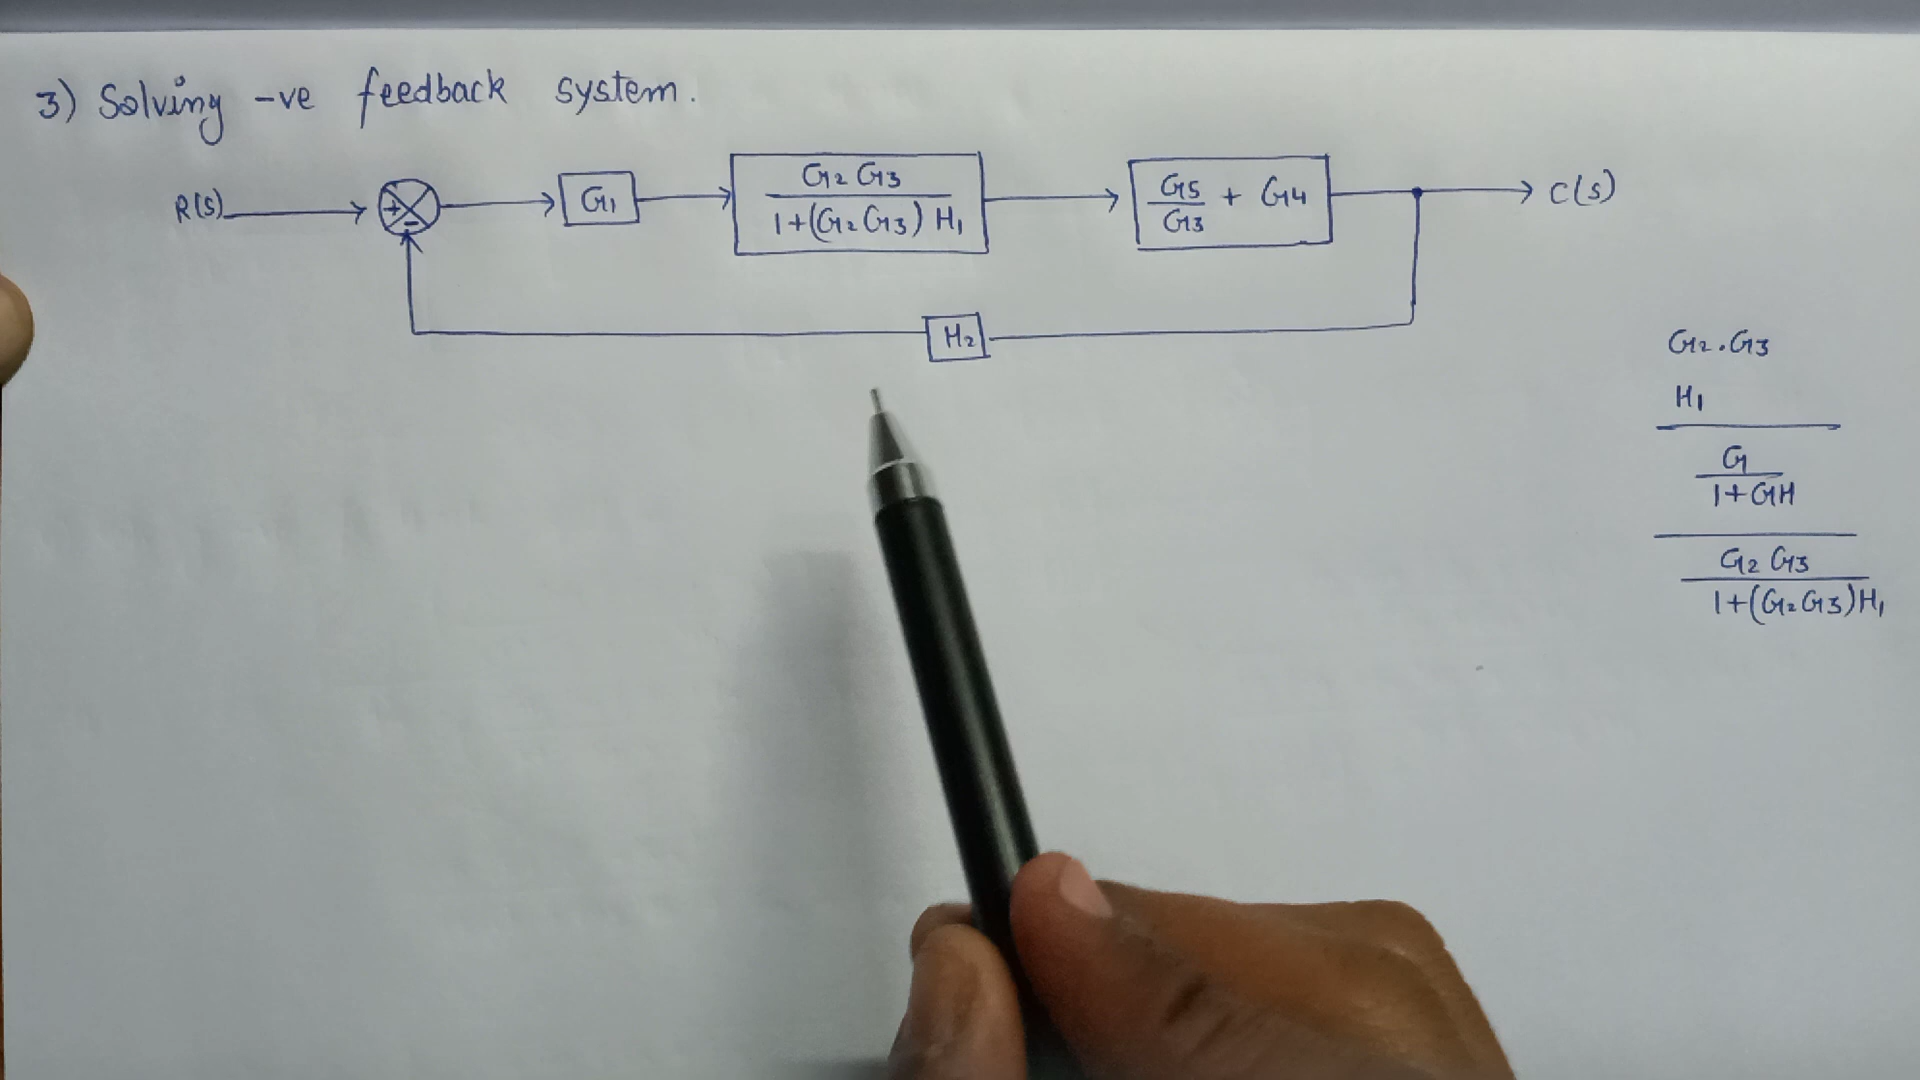 3) Solving -ve feedback system.
R(s) + - G1 G2 G3 / 1+(G2 G3) H1 G5 / G3 + G4 C(s)
H2
G2 . G3
H1
G
1+GH
G2 G3
1+(G2 G3)H1